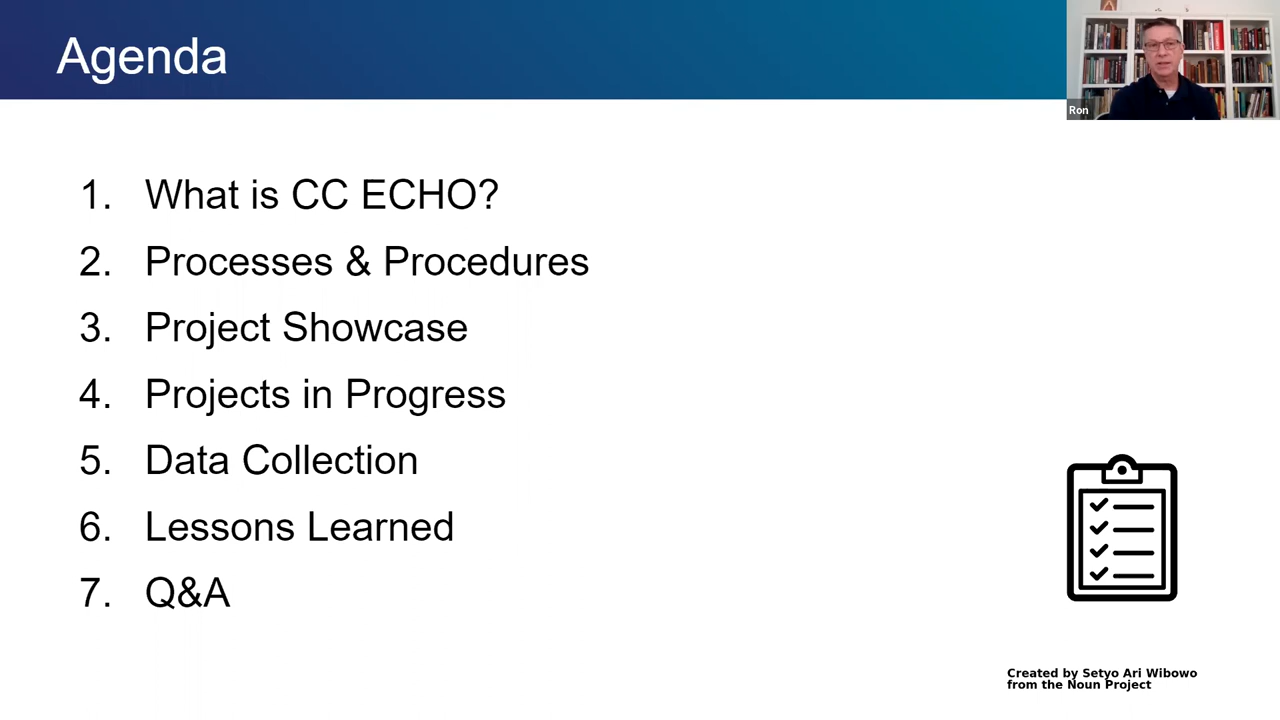 Agenda
Ron
1. What is CC ECHO?
2. Processes & Procedures
3. Project Showcase
4. Projects in Progress
5. Data Collection
6. Lessons Learned
7. Q&A
Created by Setyo Ari Wibowo
from the Noun Project